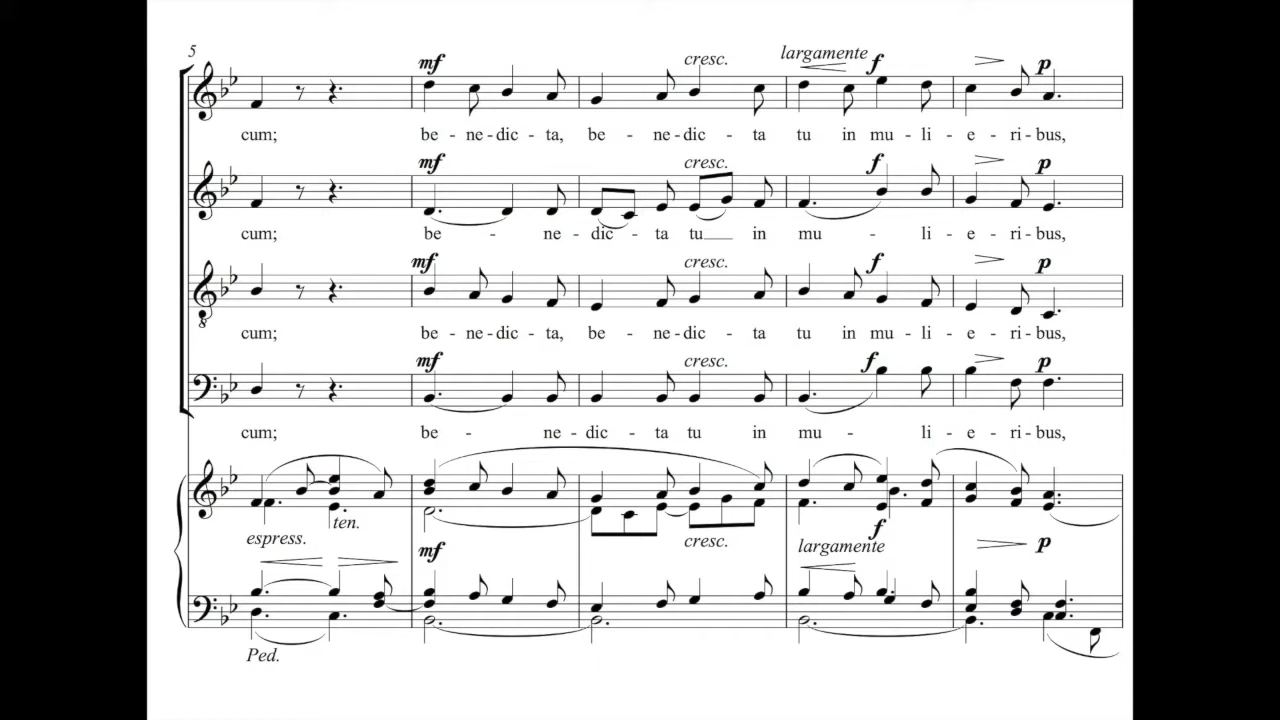 5
mf cresc. largamente f p
cum; be - ne - dic - ta, be - ne - dic - ta tu in mu - li - e - ri - bus,
mf cresc. f p
cum; be - ne - dic - ta tu in mu - li - e - ri - bus,
mf cresc. f p
8
cum; be - ne - dic - ta, be - ne - dic - ta tu in mu - li - e - ri - bus,
mf cresc. f p
cum; be - ne - dic - ta tu in mu - li - e - ri - bus,
ten.
espress. mf cresc. largamente f p
Ped.